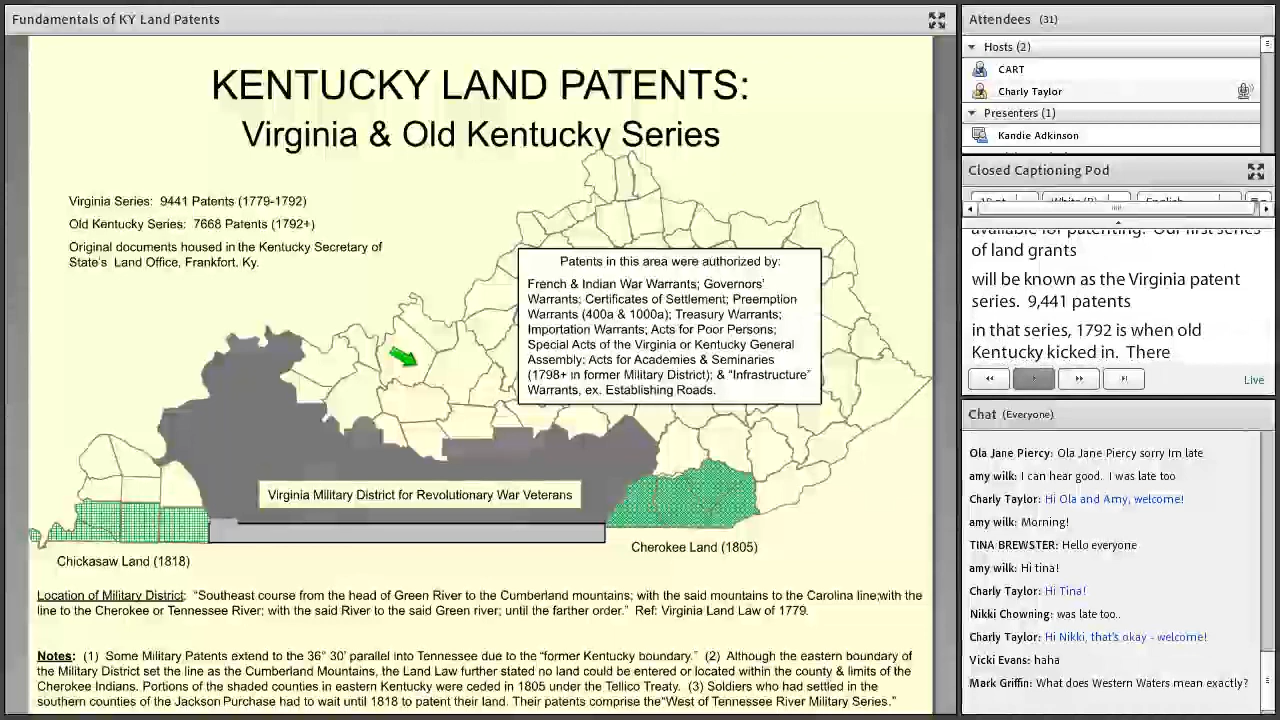 Fundamentals of KY Land Patents
KENTUCKY LAND PATENTS:
Virginia & Old Kentucky Series
Virginia Series: 9441 Patents (1779-1792)
Old Kentucky Series: 7668 Patents (1792+)
Original documents housed in the Kentucky Secretary of
State's Land Office, Frankfort, Ky.
Patents in this area were authorized by:
French & Indian War Warrants; Governors'
Warrants; Certificates of Settlement; Preemption
Warrants (400a & 1000a); Treasury Warrants;
Importation Warrants; Acts for Poor Persons;
Special Acts of the Virginia or Kentucky General
Assembly: Acts for Academies & Seminaries
(1798+ in former Military District); & "Infrastructure"
Warrants, ex. Establishing Roads.
Virginia Military District for Revolutionary War Veterans
Chickasaw Land (1818)
Cherokee Land (1805)
Location of Military District: "Southeast course from the head of Green River to the Cumberland mountains; with the said mountains to the Carolina line;with the
line to the Cherokee or Tennessee River; with the said River to the said Green river; until the farther order." Ref: Virginia Land Law of 1779.
Notes: (1) Some Military Patents extend to the 36° 30' parallel into Tennessee due to the "former Kentucky boundary." (2) Although the eastern boundary of
the Military District set the line as the Cumberland Mountains, the Land Law further stated no land could be entered or located within the county & limits of the
Cherokee Indians. Portions of the shaded counties in eastern Kentucky were ceded in 1805 under the Tellico Treaty. (3) Soldiers who had settled in the
southern counties of the Jackson Purchase had to wait until 1818 to patent their land. Their patents comprise the"West of Tennessee River Military Series."
Attendees (31)
Hosts (2)
CART
Charly Taylor
Presenters (1)
Kandie Adkinson
Closed Captioning Pod
English
available for patenting. Our first series
of land grants
will be known as the Virginia patent
series. 9,441 patents
in that series, 1792 is when old
Kentucky kicked in. There
Live
Chat (Everyone)
Ola Jane Piercy: Ola Jane Piercy sorry Im late
amy wilk: I can hear good. I was late too
Charly Taylor: Hi Ola and Amy, welcome!
amy wilk: Morning!
TINA BREWSTER: Hello everyone
amy wilk: Hi tina!
Charly Taylor: Hi Tina!
Nikki Chowning: was late too..
Charly Taylor: Hi Nikki, that's okay - welcome!
Vicki Evans: haha
Mark Griffin: What does Western Waters mean exactly?